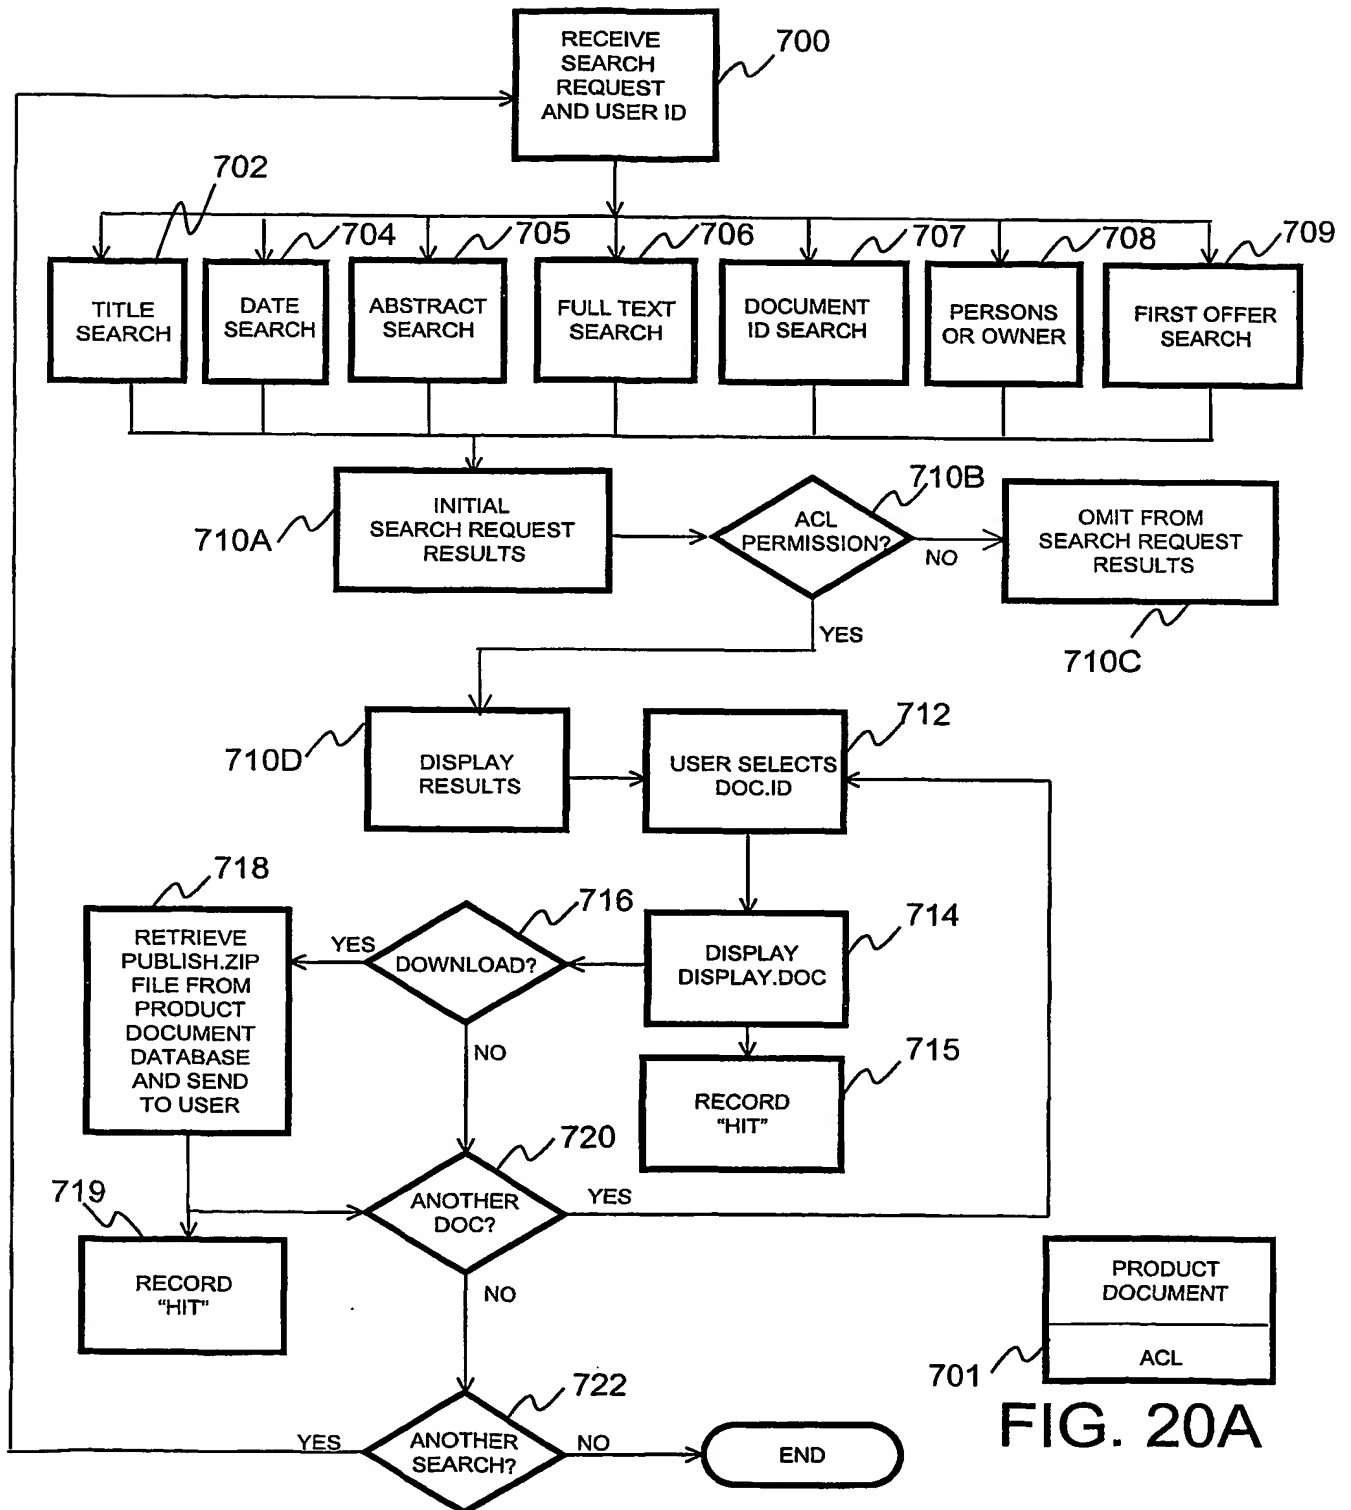 RECEIVE
SEARCH
REQUEST
AND USER ID
700
702
704
705
706
707
708
709
TITLE
SEARCH
DATE
SEARCH
ABSTRACT
SEARCH
FULL TEXT
SEARCH
DOCUMENT
ID SEARCH
PERSONS
OR OWNER
FIRST OFFER
SEARCH
710A
INITIAL
SEARCH REQUEST
RESULTS
710B
ACL
PERMISSION?
NO
YES
OMIT FROM
SEARCH REQUEST
RESULTS
710C
710D
DISPLAY
RESULTS
712
USER SELECTS
DOC.ID
718
RETRIEVE
PUBLISH.ZIP
FILE FROM
PRODUCT
DOCUMENT
DATABASE
AND SEND
TO USER
YES
716
DOWNLOAD?
NO
714
DISPLAY
DISPLAY.DOC
715
RECORD
“HIT”
719
RECORD
“HIT”
720
ANOTHER
DOC?
YES
NO
PRODUCT
DOCUMENT
ACL
701
722
YES
ANOTHER
SEARCH?
NO
END
FIG. 20A